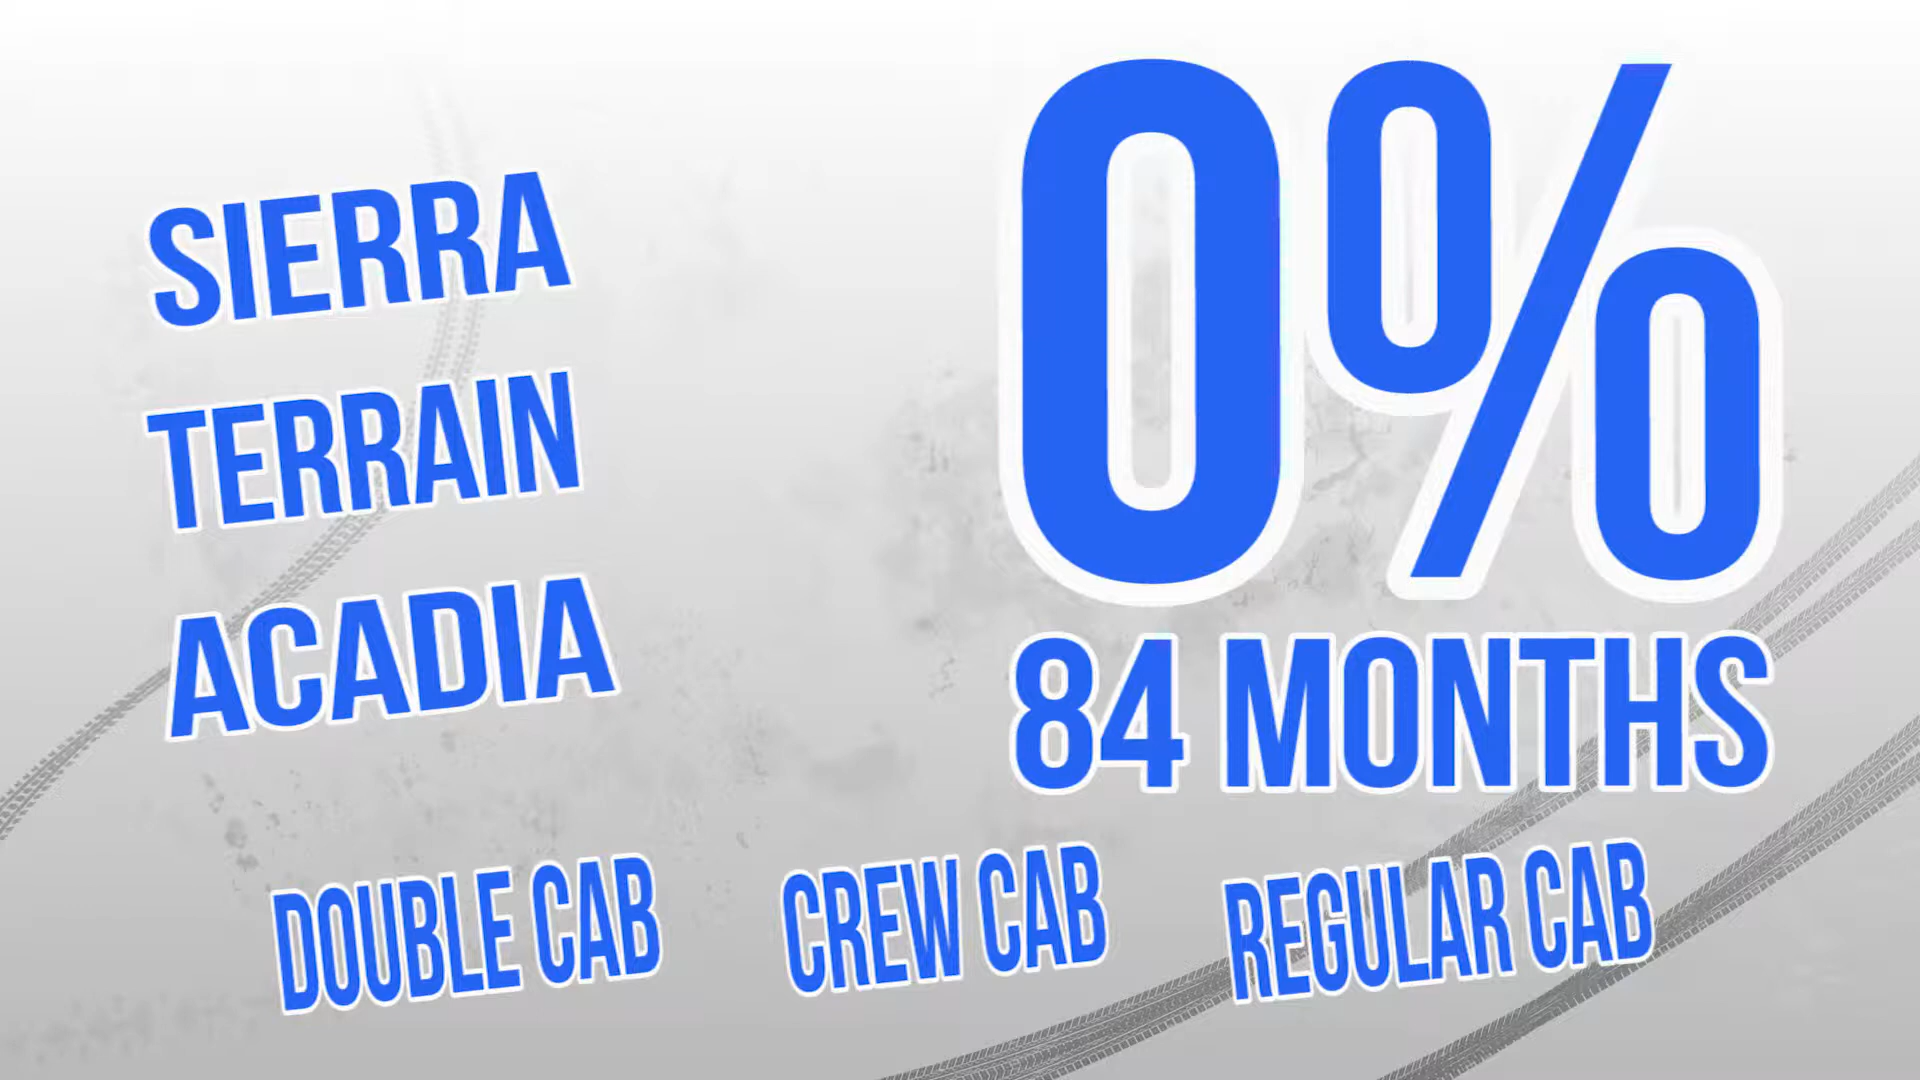 SIERRA
TERRAIN
ACADIA
0%
84 MONTHS
DOUBLE CAB
CREW CAB
REGULAR CAB